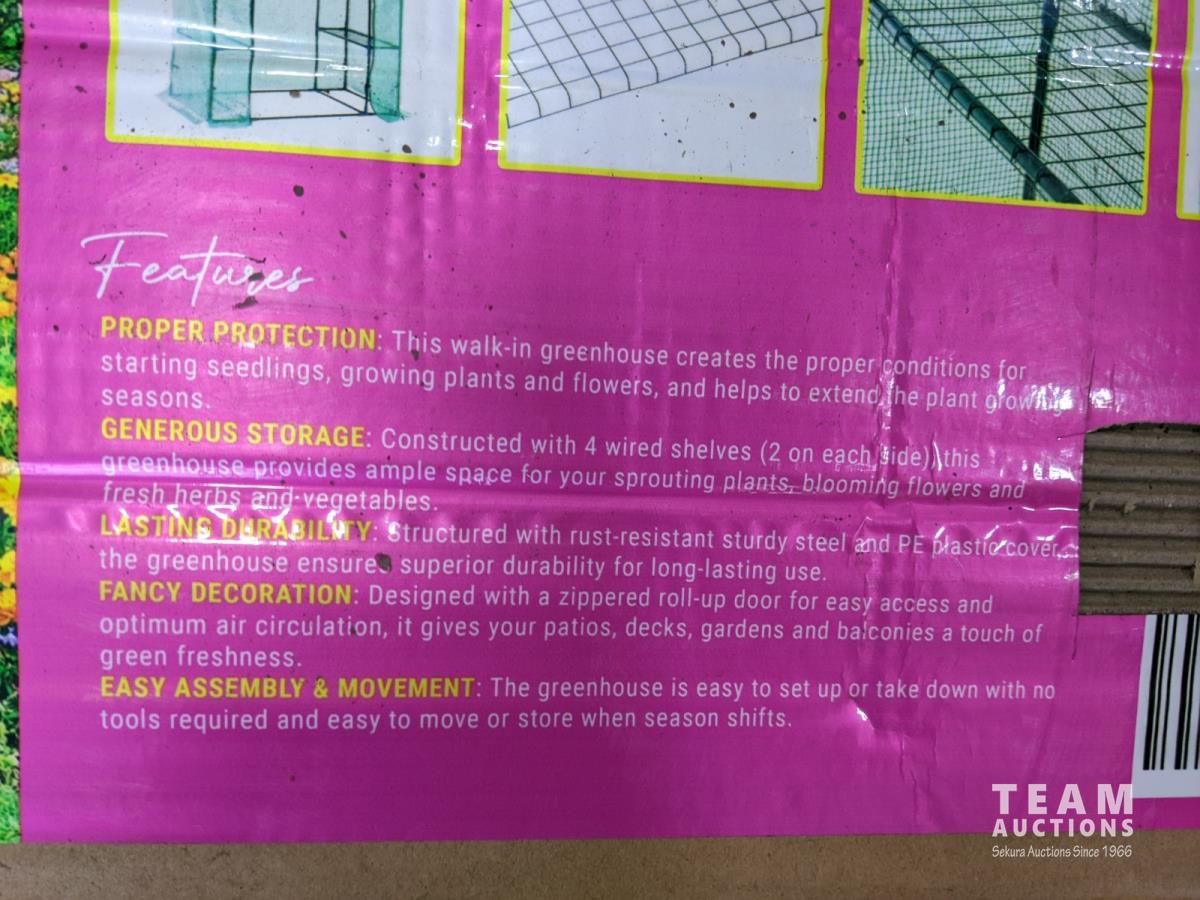 Features
PROPER PROTECTION: This walk-in greenhouse creates the proper conditions for
starting seedlings, growing plants and flowers, and helps to extend the plant growing
seasons.
GENEROUS STORAGE: Constructed with 4 wired shelves (2 on each side), this
greenhouse provides ample space for your sprouting plants, blooming flowers and
fresh herbs and vegetables.
LASTING DURABILITY: Structured with rust-resistant sturdy steel and PE plastic cover,
the greenhouse ensures superior durability for long-lasting use.
FANCY DECORATION: Designed with a zippered roll-up door for easy access and
optimum air circulation, it gives your patios, decks, gardens and balconies a touch of
green freshness.
EASY ASSEMBLY & MOVEMENT: The greenhouse is easy to set up or take down with no
tools required and easy to move or store when season shifts.
TEAM
AUCTIONS
Sekura Auctions Since 1966